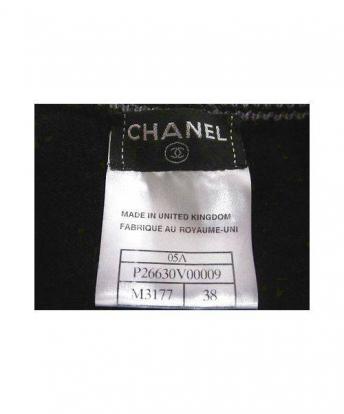 CHANEL
MADE IN UNITED KINGDOM
FABRIQUE AU ROYAUME-UNI
05A
P26630V00009
M3177 38